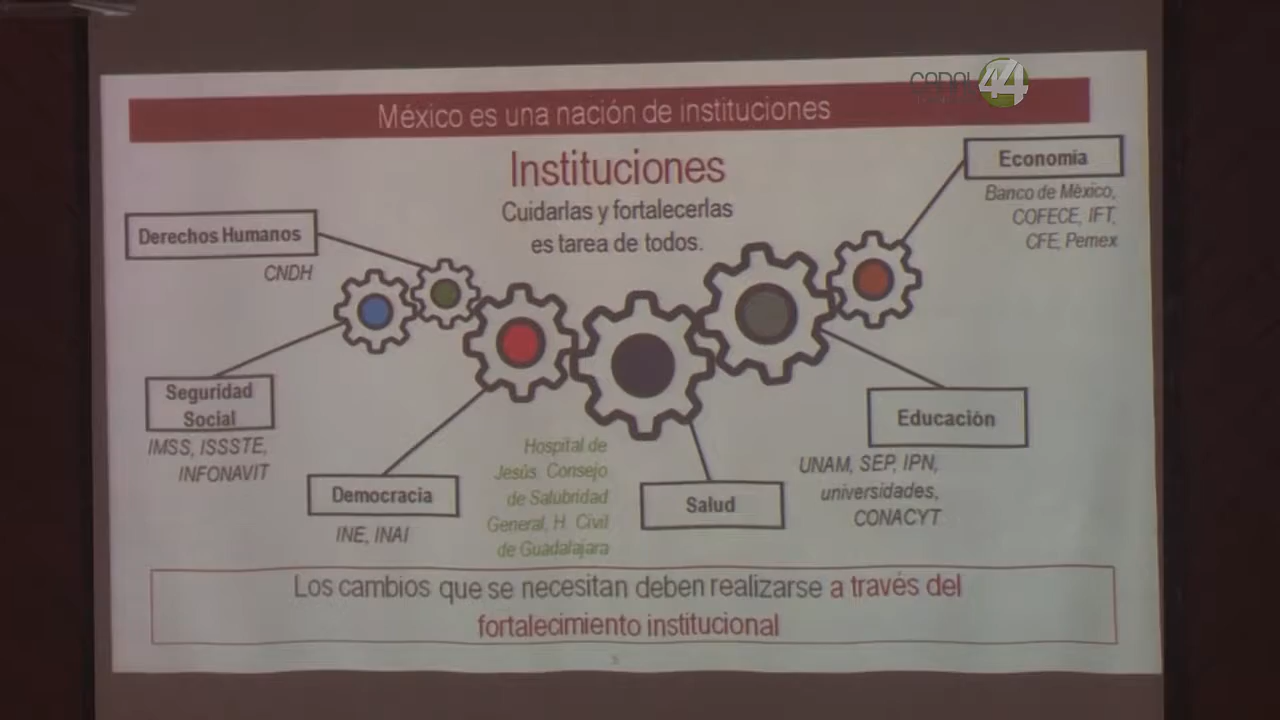 CANAL 44
México es una nación de instituciones
Instituciones
Cuidarlas y fortalecerlas
es tarea de todos.
Economía
Banco de México,
COFECE, IFT,
CFE, Pemex
Derechos Humanos
CNDH
Seguridad
Social
IMSS, ISSSTE,
INFONAVIT
Democracia
INE, INAI
Hospital de
Jesús. Consejo
de Salubridad
General, H. Civil
de Guadalajara
Salud
Educación
UNAM, SEP, IPN,
universidades,
CONACYT
Los cambios que se necesitan deben realizarse a través del
fortalecimiento institucional